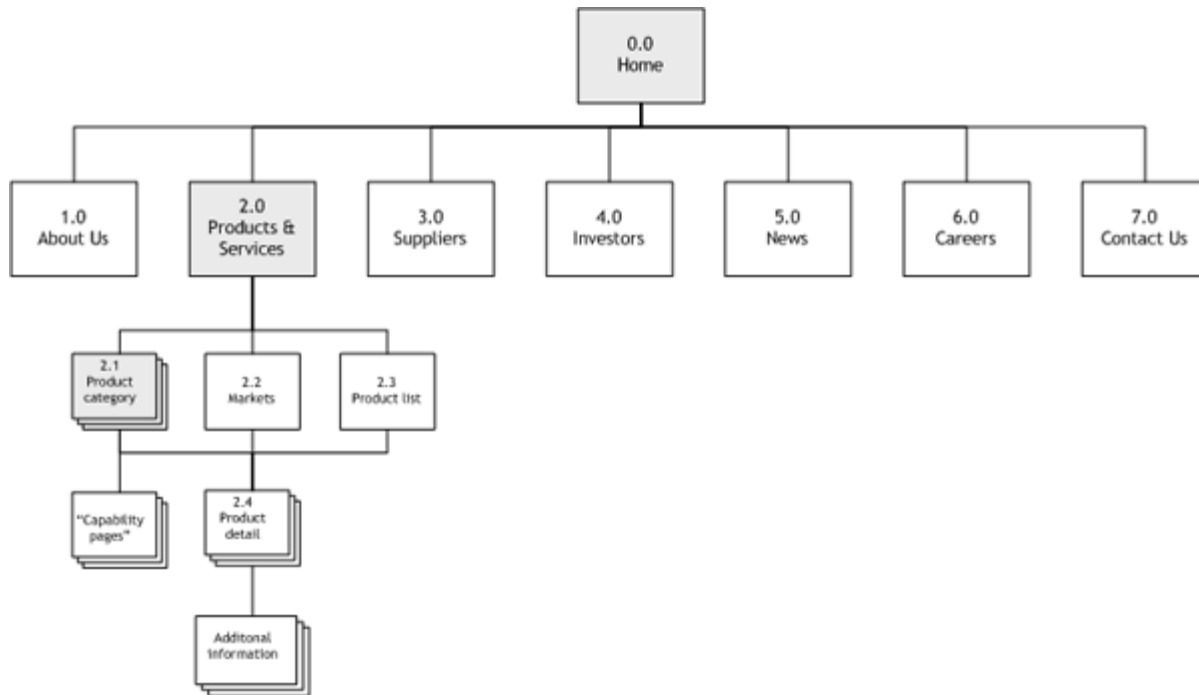 0.0
Home
1.0
About Us
2.0
Products &
Services
3.0
Suppliers
4.0
Investors
5.0
News
6.0
Careers
7.0
Contact Us
2.1
Product
category
2.2
Markets
2.3
Product list
"Capability
pages"
2.4
Product
detail
Additonal
information